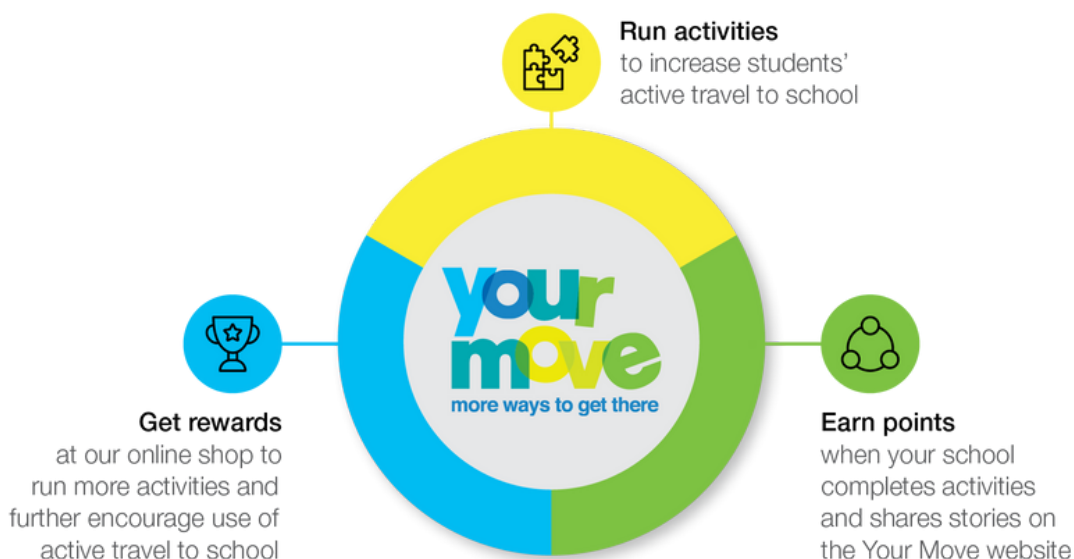 Run activities
to increase students'
active travel to school
your
move
more ways to get there
Get rewards
at our online shop to
run more activities and
further encourage use of
active travel to school
Earn points
when your school
completes activities
and shares stories on
the Your Move website